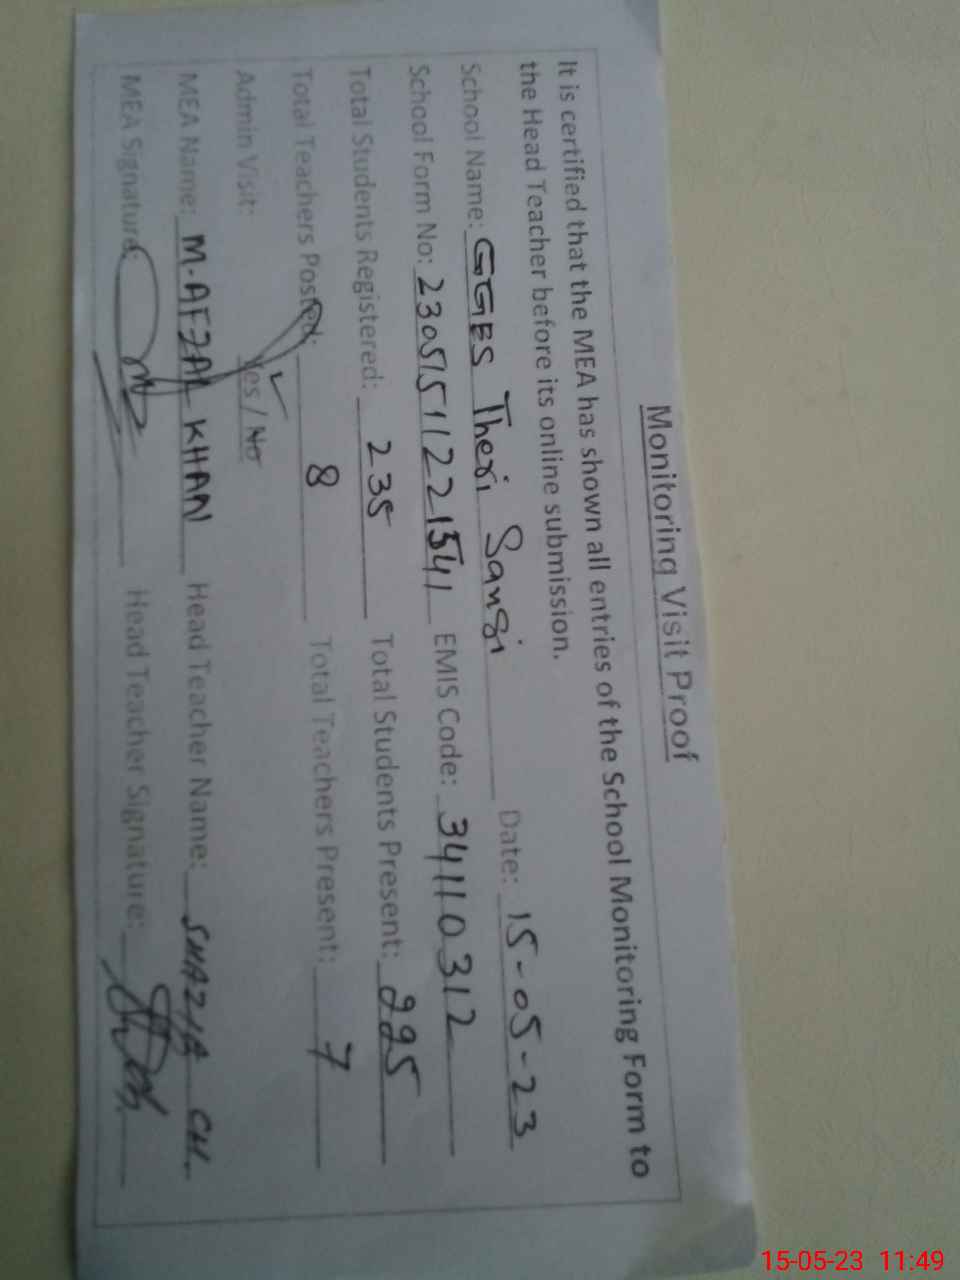 Monitoring Visit Proof
It is certified that the MEA has shown all entries of the School Monitoring Form to
the Head Teacher before its online submission.
School Name: GGES Theri Sangi Date: 15-05-23
School Form No: 23051511221541 EMIS Code: 34110312
Total Students Registered: 235 Total Students Present: 225
Total Teachers Posted: 8 Total Teachers Present: 7
Admin Visit: Yes / No
MEA Name: M. AFZAL KHAN Head Teacher Name: SHAZIA CH.
MEA Signature: Head Teacher Signature:
15-05-23 11:49